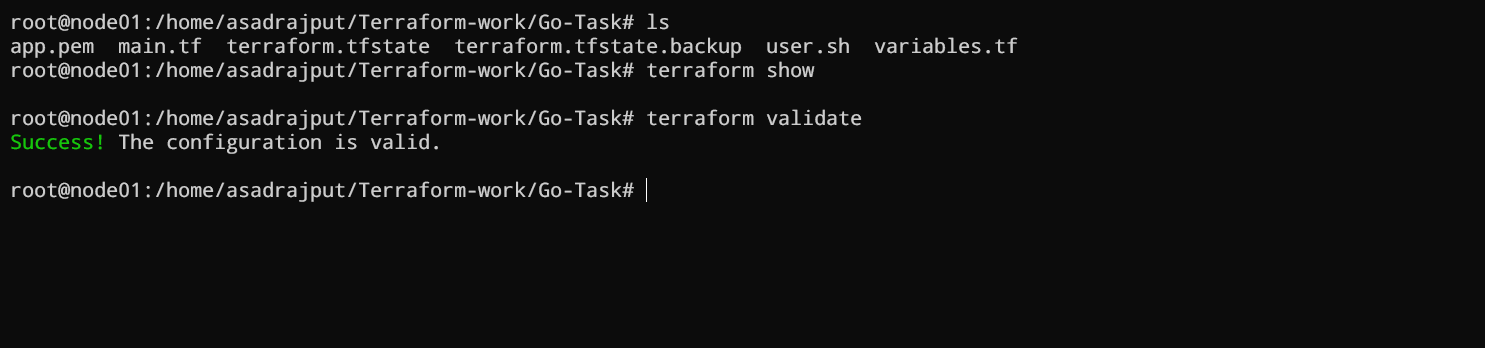 root@node01:/home/asadrajput/Terraform-work/Go-Task# ls
app.pem  main.tf  terraform.tfstate  terraform.tfstate.backup  user.sh  variables.tf
root@node01:/home/asadrajput/Terraform-work/Go-Task# terraform show
root@node01:/home/asadrajput/Terraform-work/Go-Task# terraform validate
Success! The configuration is valid.
root@node01:/home/asadrajput/Terraform-work/Go-Task#